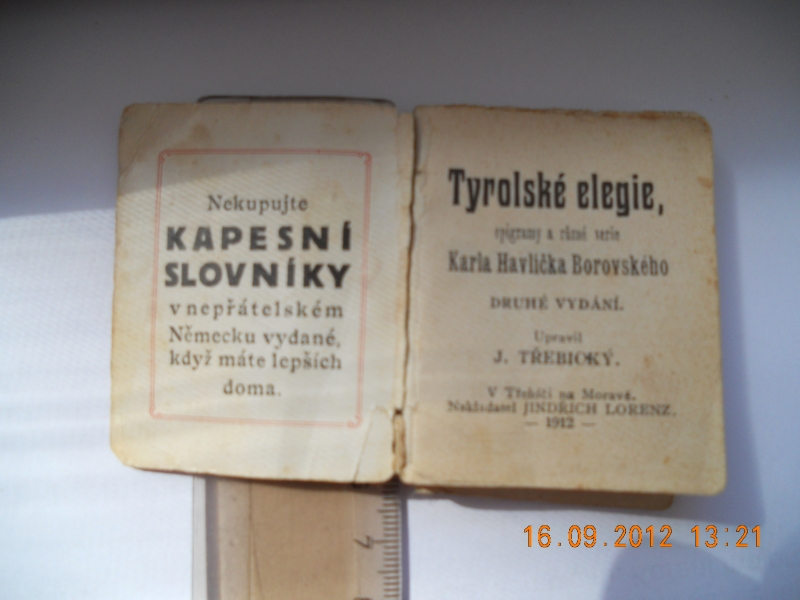 Nekupujte
KAPESNÍ
SLOVNÍKY
v nepřátelském
Německu vydané,
když máte lepších
doma.
Tyrolské elegie,
epigramy a různé verše
Karla Havlíčka Borovského
DRUHÉ VYDÁNÍ.
Upravil
J. TŘEBICKÝ.
V Třebíči na Moravě.
Nakladatel JINDŘICH LORENZ.
— 1912 —
4
16.09.2012 13:21